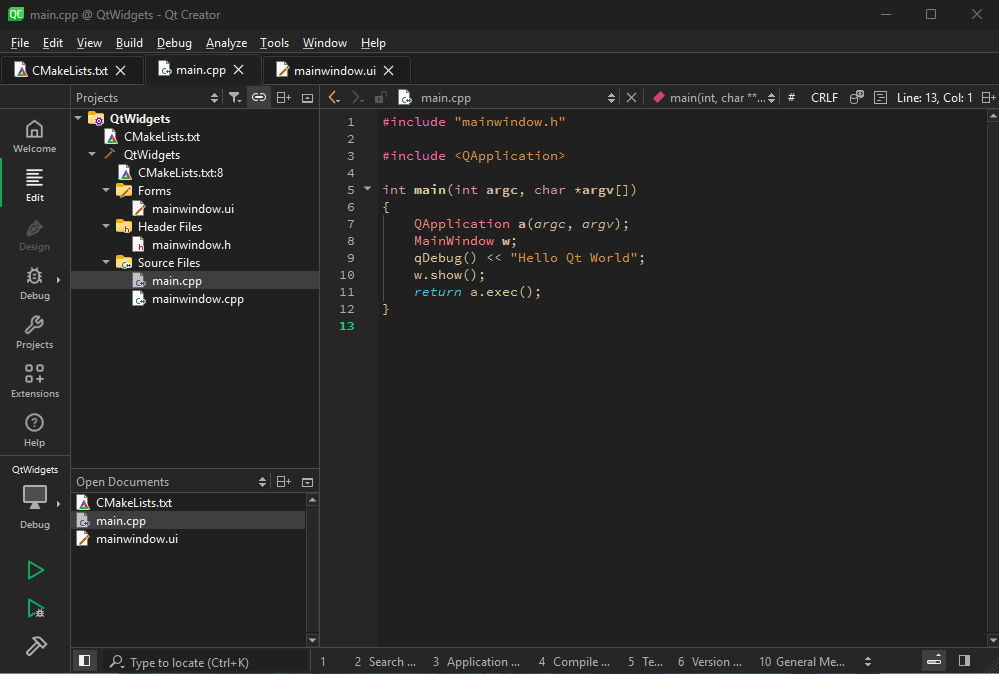 main.cpp @ QtWidgets - Qt Creator
File Edit View Build Debug Analyze Tools Window Help
CMakeLists.txt main.cpp mainwindow.ui
Projects
main.cpp main(int, char **... # CRLF Line: 13, Col: 1
Welcome
Edit
Design
Debug
Projects
Extensions
? Help
QtWidgets
Debug
QtWidgets
CMakeLists.txt
QtWidgets
CMakeLists.txt:8
Forms
mainwindow.ui
Header Files
mainwindow.h
Source Files
main.cpp
mainwindow.cpp
Open Documents
CMakeLists.txt
main.cpp
mainwindow.ui
1 #include "mainwindow.h"
2
3 #include <QApplication>
4
5 int main(int argc, char *argv[])
6 {
7 QApplication a(argc, argv);
8 MainWindow w;
9 qDebug() << "Hello Qt World";
10 w.show();
11 return a.exec();
12 }
13
Type to locate (Ctrl+K) 1 2 Search ... 3 Application ... 4 Compile ... 5 Te... 6 Version ... 10 General Me...